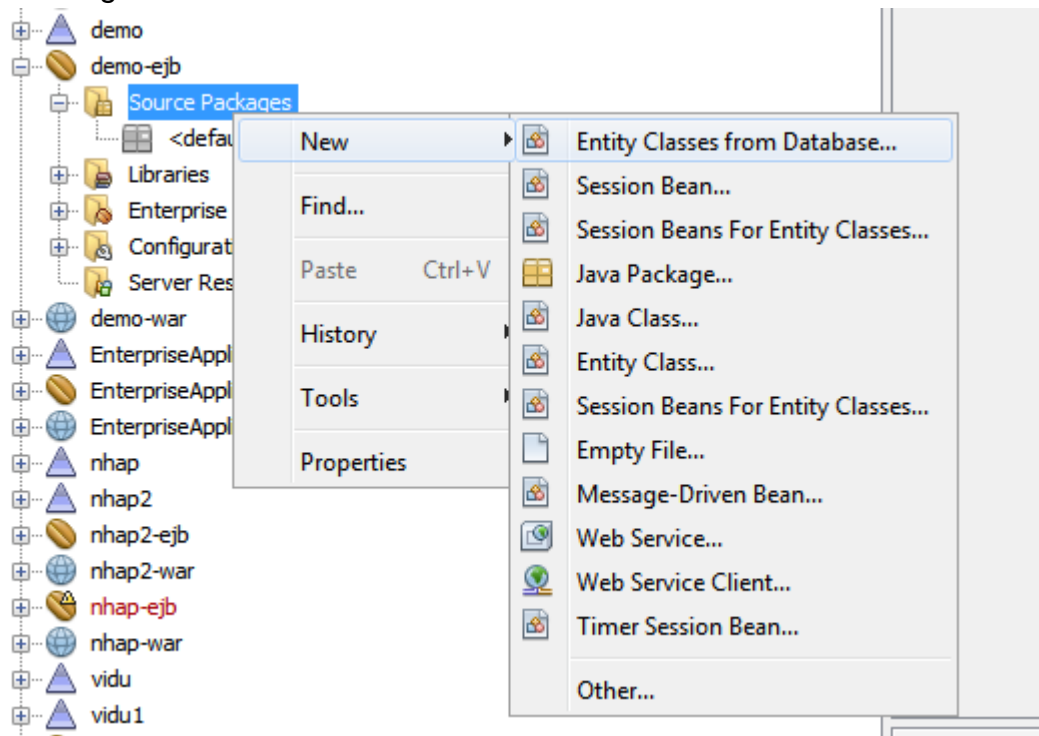 demo
demo-ejb
Source Packages
<defau
Libraries
Enterprise
Configurat
Server Res
demo-war
EnterpriseAppl
EnterpriseAppl
EnterpriseAppl
nhap
nhap2
nhap2-ejb
nhap2-war
nhap-ejb
nhap-war
vidu
vidu1
New
Find...
Paste Ctrl+V
History
Tools
Properties
Entity Classes from Database...
Session Bean...
Session Beans For Entity Classes...
Java Package...
Java Class...
Entity Class...
Session Beans For Entity Classes...
Empty File...
Message-Driven Bean...
Web Service...
Web Service Client...
Timer Session Bean...
Other...